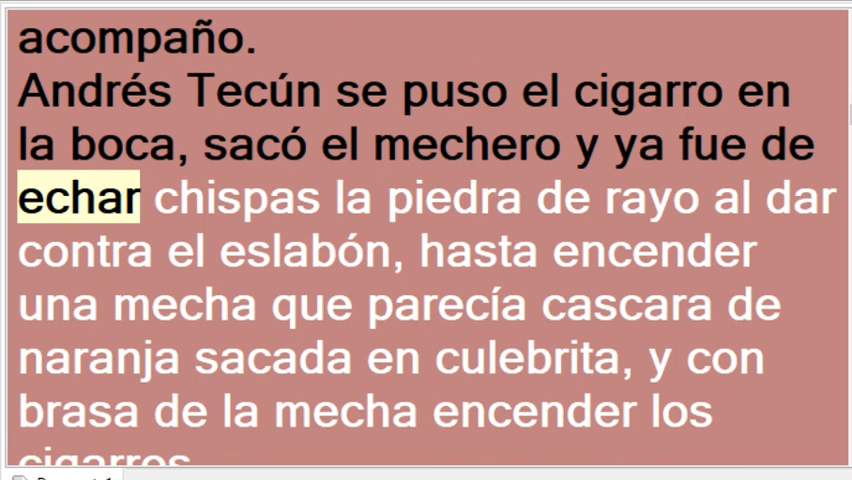 acompaño.
Andrés Tecún se puso el cigarro en
la boca, sacó el mechero y ya fue de
echar chispas la piedra de rayo al dar
contra el eslabón, hasta encender
una mecha que parecía cascara de
naranja sacada en culebrita, y con
brasa de la mecha encender los
cigarros